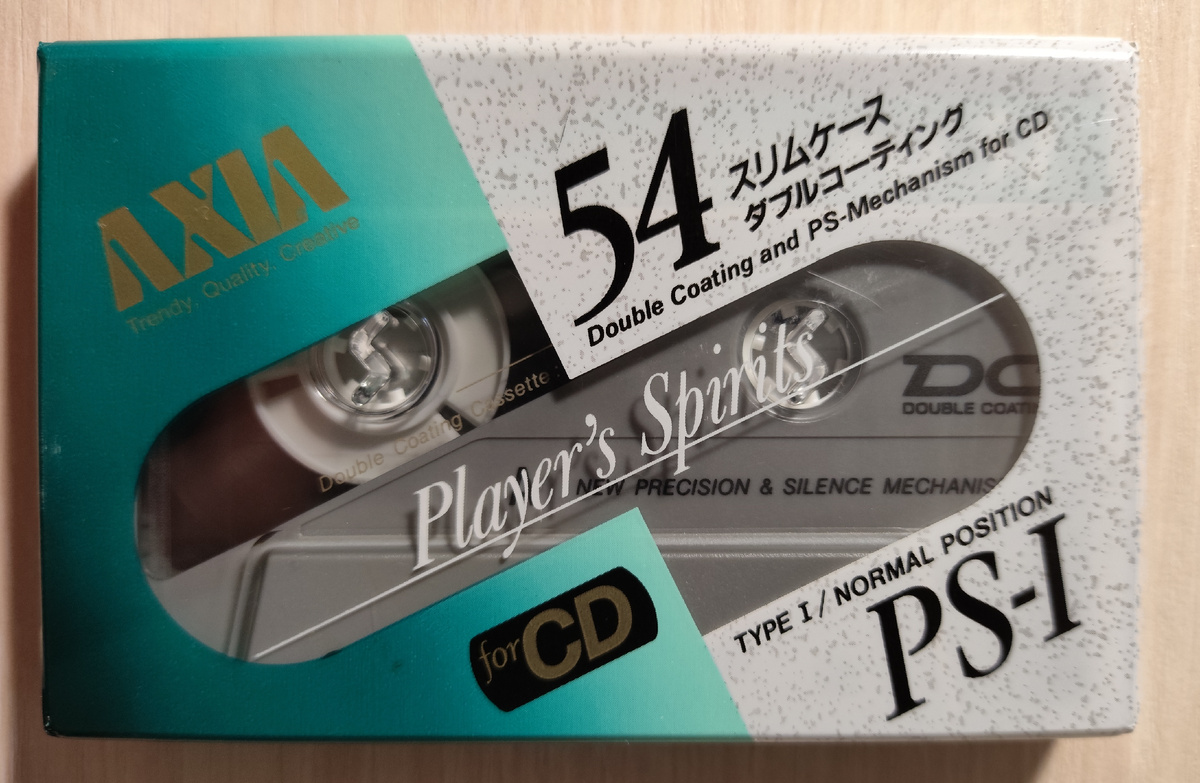 AXIA
Trendy, Quality, Creative
54
スリムケース
ダブルコーティング
Double Coating and PS-Mechanism for CD
Double Coating Cassette
Player's Spirits
DC
DOUBLE COATI
NEW PRECISION & SILENCE MECHANIS
for CD
TYPE I / NORMAL POSITION
PS-I